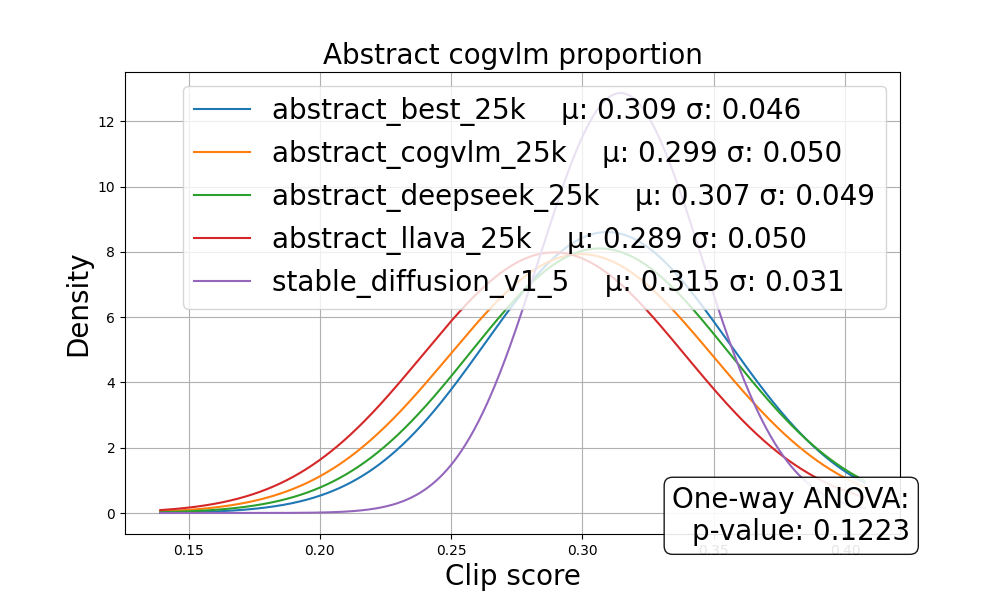 Abstract cogvlm proportion
abstract_best_25k μ: 0.309 σ: 0.046
abstract_cogvlm_25k μ: 0.299 σ: 0.050
abstract_deepseek_25k μ: 0.307 σ: 0.049
abstract_llava_25k μ: 0.289 σ: 0.050
stable_diffusion_v1_5 μ: 0.315 σ: 0.031
Density
12
10
8
6
4
2
0
One-way ANOVA:
p-value: 0.1223
0.15 0.20 0.25 0.30 0.35 0.40
Clip score